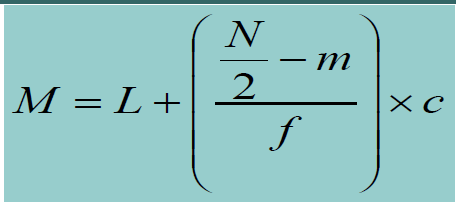 M = L + ( (N/2 − m) / f ) × c